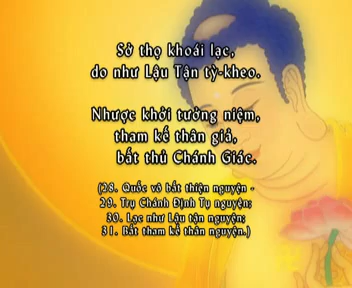 Sở thọ khoái lạc,
do như Lậu Tận tỳ-kheo.
Nhược khởi tưởng niệm,
tham kế thân giả,
bất thủ Chánh Giác.
(28. Quốc vô bất thiện nguyện -
29. Trụ Chánh Định Tụ nguyện;
30. Lạc như Lậu tận nguyện;
31. Bất tham kế thân nguyện.)